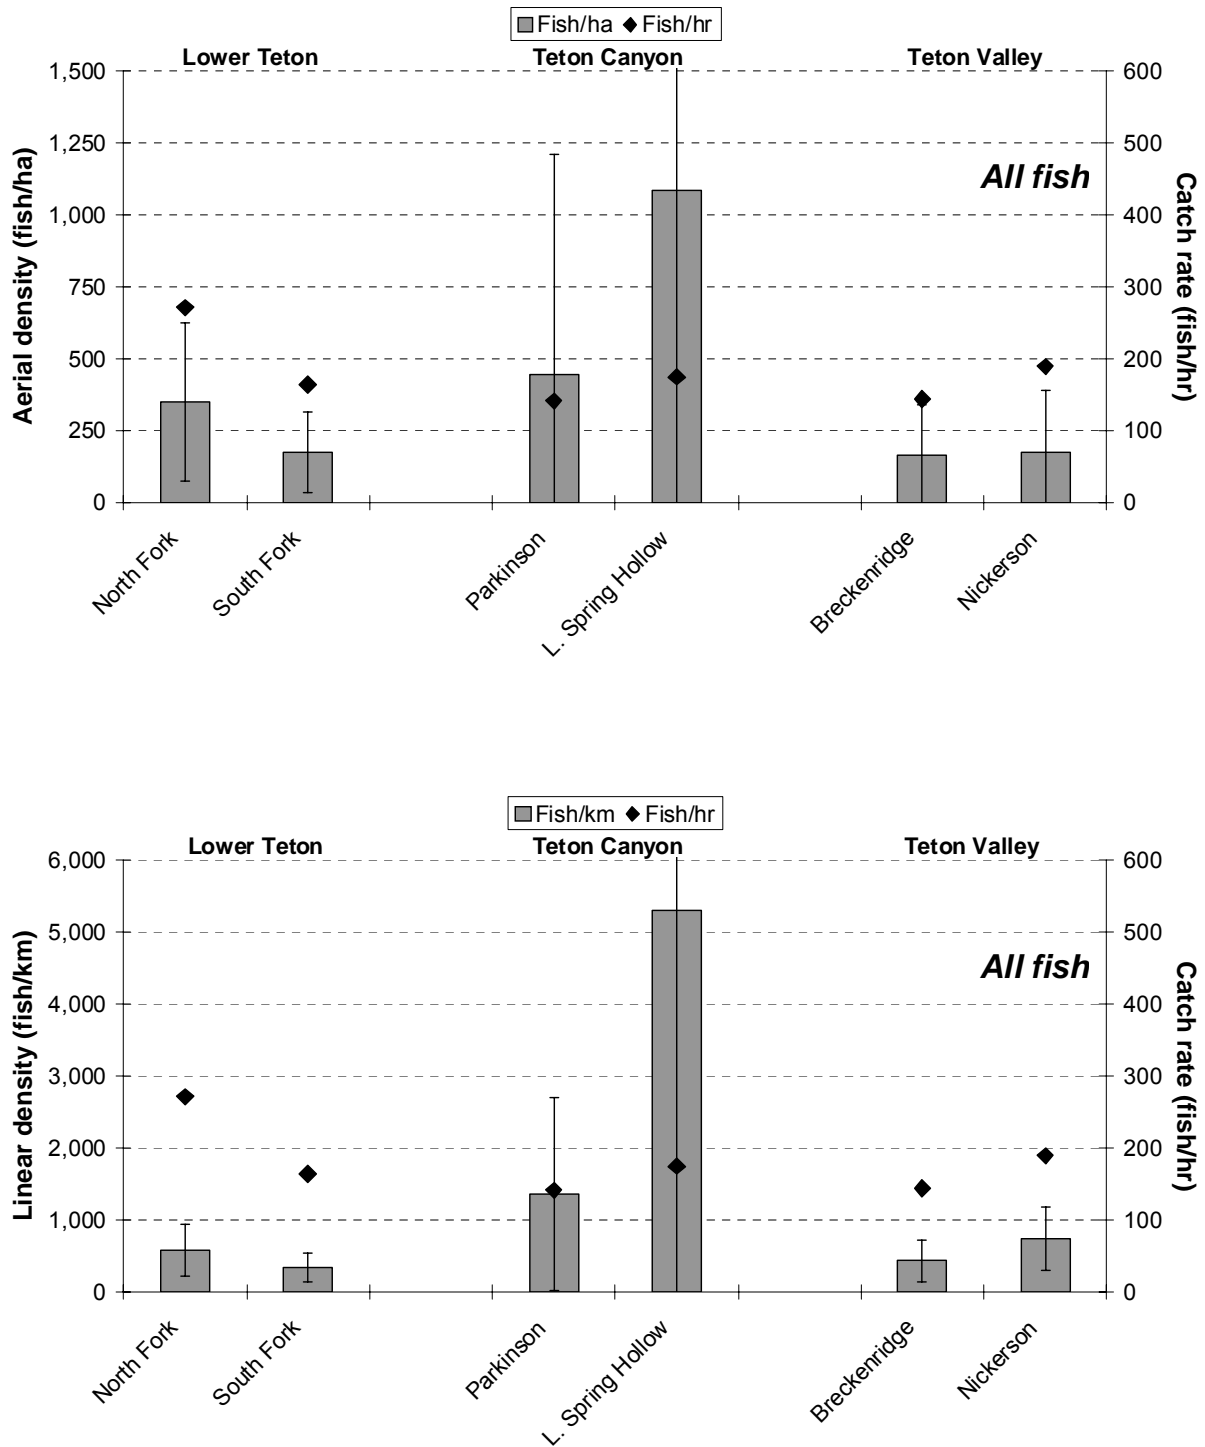 Fish/ha Fish/hr
Lower Teton Teton Canyon Teton Valley
1,500 600
1,250 500
All fish
1,000 400
750 300
500 200
250 100
0 0
Aerial density (fish/ha)
Catch rate (fish/hr)
North Fork South Fork Parkinson L. Spring Hollow Breckenridge Nickerson
Fish/km Fish/hr
Lower Teton Teton Canyon Teton Valley
6,000 600
5,000 500
All fish
4,000 400
3,000 300
2,000 200
1,000 100
0 0
Linear density (fish/km)
Catch rate (fish/hr)
North Fork South Fork Parkinson L. Spring Hollow Breckenridge Nickerson